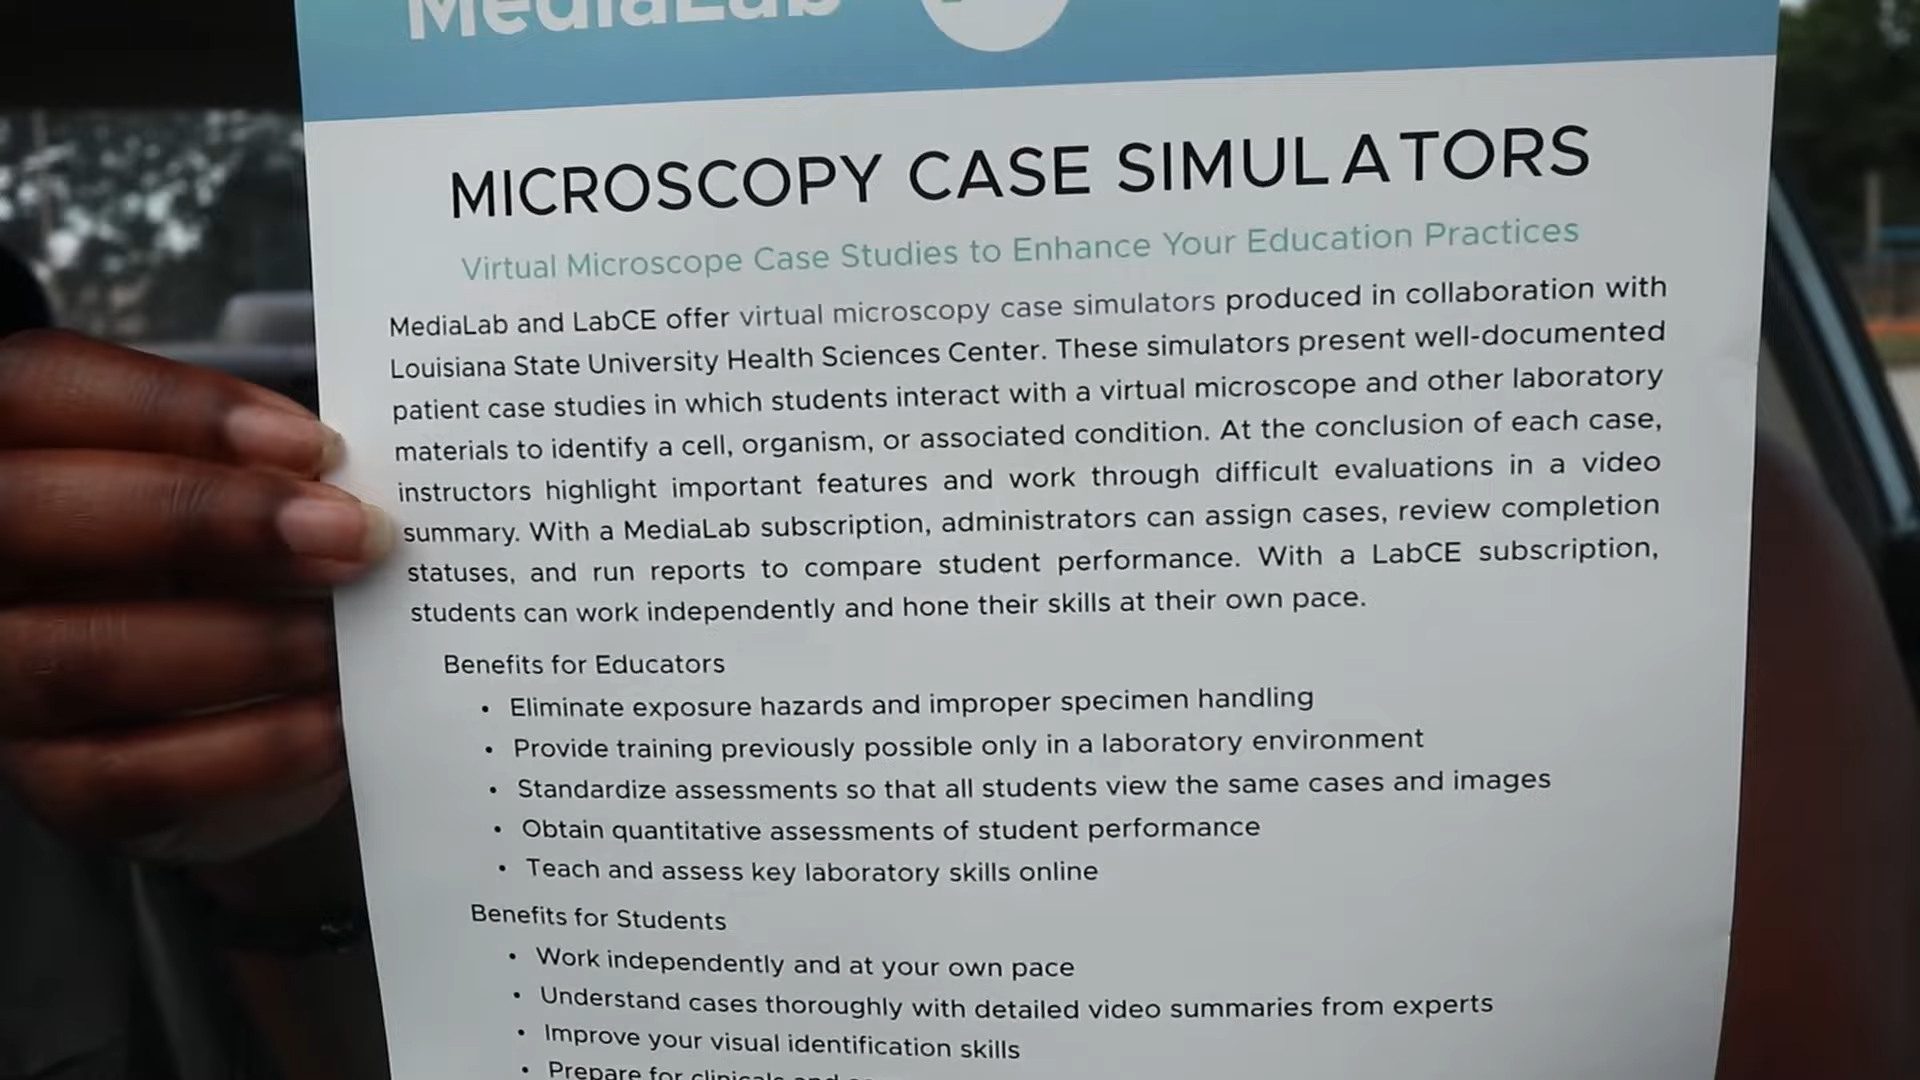 MediaLab
MICROSCOPY CASE SIMULATORS
Virtual Microscope Case Studies to Enhance Your Education Practices
MediaLab and LabCE offer virtual microscopy case simulators produced in collaboration with
Louisiana State University Health Sciences Center. These simulators present well-documented
patient case studies in which students interact with a virtual microscope and other laboratory
materials to identify a cell, organism, or associated condition. At the conclusion of each case,
instructors highlight important features and work through difficult evaluations in a video
summary. With a MediaLab subscription, administrators can assign cases, review completion
statuses, and run reports to compare student performance. With a LabCE subscription,
students can work independently and hone their skills at their own pace.
Benefits for Educators
• Eliminate exposure hazards and improper specimen handling
• Provide training previously possible only in a laboratory environment
• Standardize assessments so that all students view the same cases and images
• Obtain quantitative assessments of student performance
• Teach and assess key laboratory skills online
Benefits for Students
• Work independently and at your own pace
• Understand cases thoroughly with detailed video summaries from experts
• Improve your visual identification skills
• Prepare for clinicals and